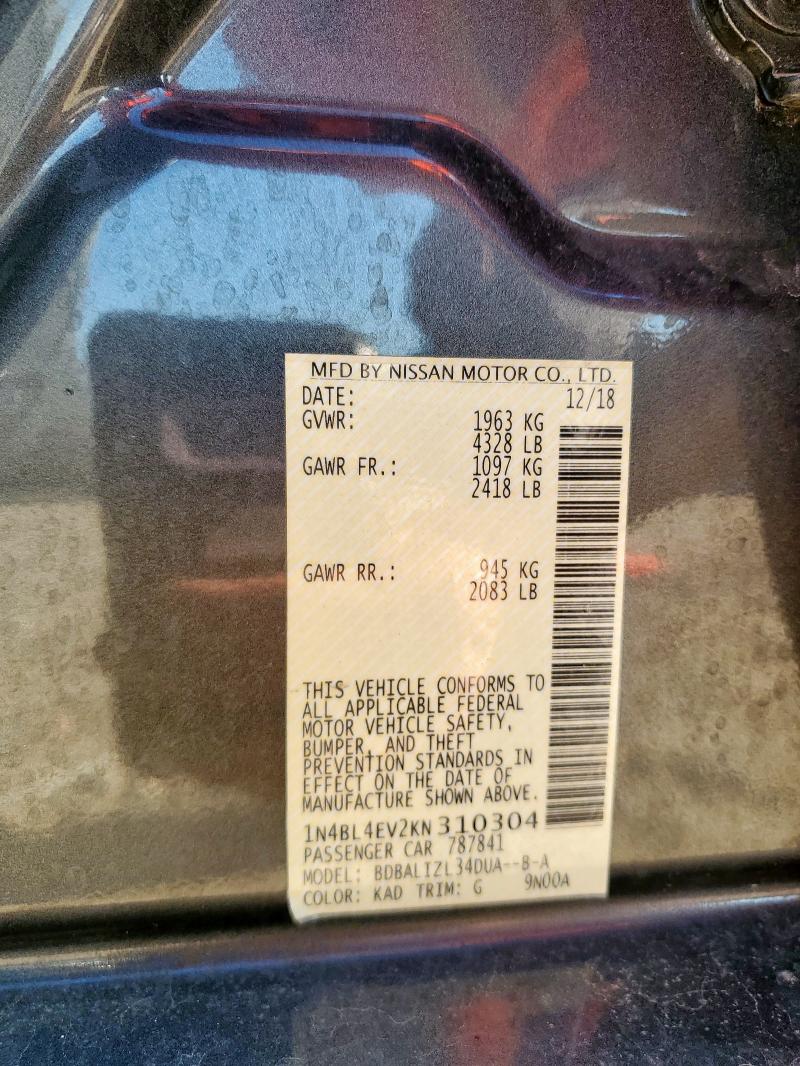 MFD BY NISSAN MOTOR CO., LTD.
DATE: 12/18
GVWR: 1963 KG
4328 LB
GAWR FR.: 1097 KG
2418 LB
GAWR RR.: 945 KG
2083 LB
THIS VEHICLE CONFORMS TO
ALL APPLICABLE FEDERAL
MOTOR VEHICLE SAFETY,
BUMPER, AND THEFT
PREVENTION STANDARDS IN
EFFECT ON THE DATE OF
MANUFACTURE SHOWN ABOVE.
1N4BL4EV2KN310304
PASSENGER CAR 787841
MODEL: BDBALIZL34DUA--B-A
COLOR: KAD TRIM: G 9N00A